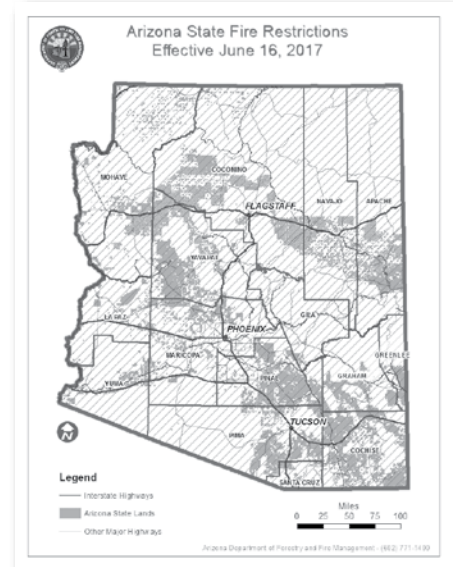 Arizona State Fire Restrictions
Effective June 16, 2017
MOHAVE
COCONINO
FLAGSTAFF
NAVAJO
APACHE
YAVAPAI
LA PAZ
GILA
PHOENIX
MARICOPA
GREENLEE
PINAL
GRAHAM
YUMA
TUCSON
PIMA
COCHISE
SANTA CRUZ
N
Legend
Interstate Highways
Arizona State Lands
Other Major Highways
Miles
0 25 50 75 100
Arizona Department of Forestry and Fire Management - (602) 771-1400